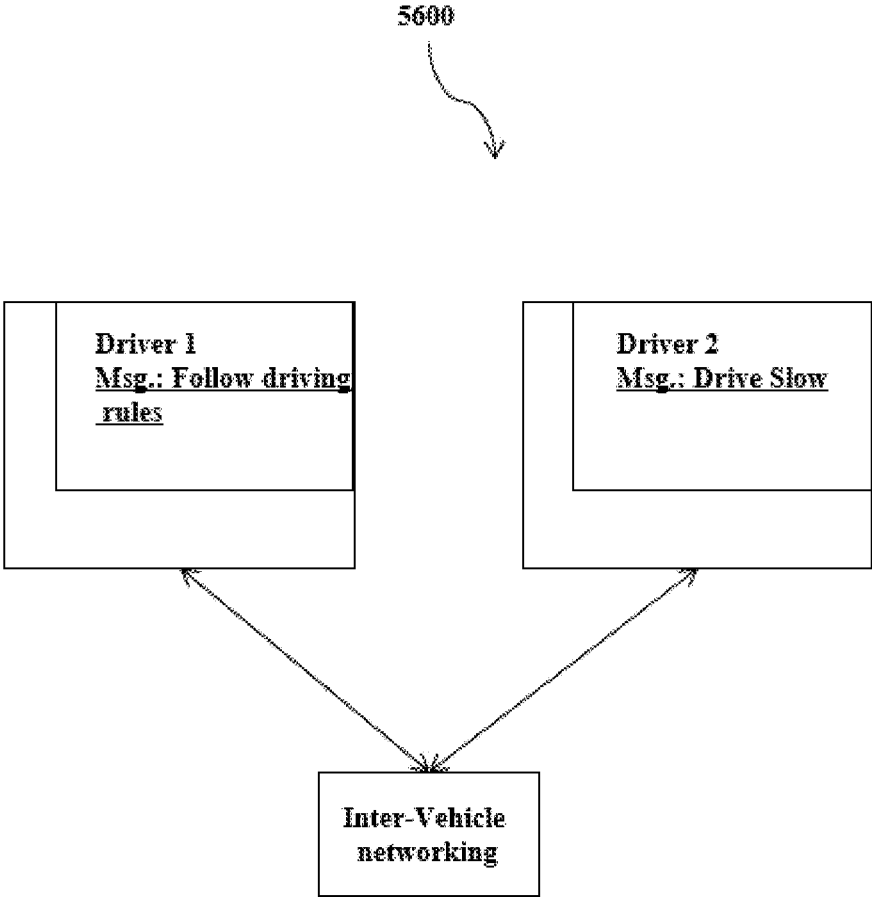 5600
Driver 1
Msg.: Follow driving
rules
Driver 2
Msg.: Drive Slow
Inter-Vehicle
networking